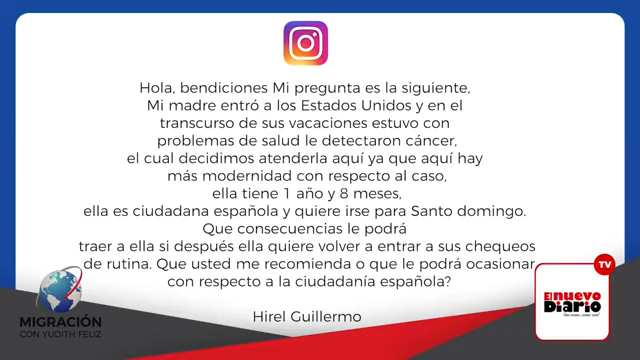 Hola, bendiciones Mi pregunta es la siguiente,
Mi madre entró a los Estados Unidos y en el
transcurso de sus vacaciones estuvo con
problemas de salud le detectaron cáncer,
el cual decidimos atenderla aquí ya que aquí hay
más modernidad con respecto al caso,
ella tiene 1 año y 8 meses,
ella es ciudadana española y quiere irse para Santo domingo.
Que consecuencias le podrá
traer a ella si después ella quiere volver a entrar a sus chequeos
de rutina. Que usted me recomienda o que le podrá ocasionar
con respecto a la ciudadanía española?
Hirel Guillermo
MIGRACIÓN
CON YUDITH FELIZ
TV
El nuevo
Diario